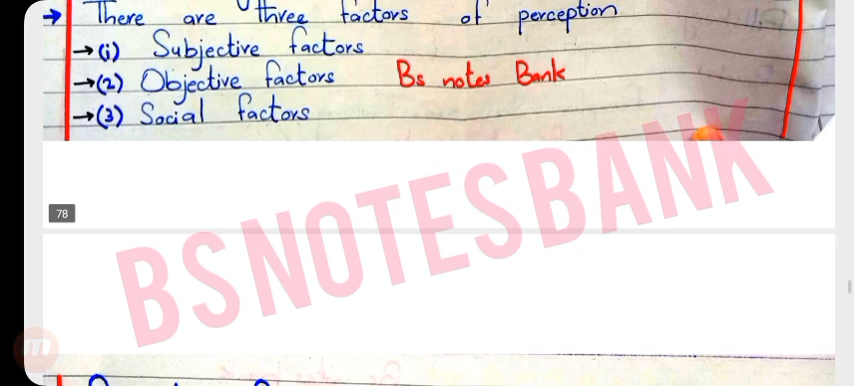 → There are three factors of perception
→ (1) Subjective factors
→ (2) Objective factors Bs notes Bank
→ (3) Social factors
BSNOTESBANK
78
m